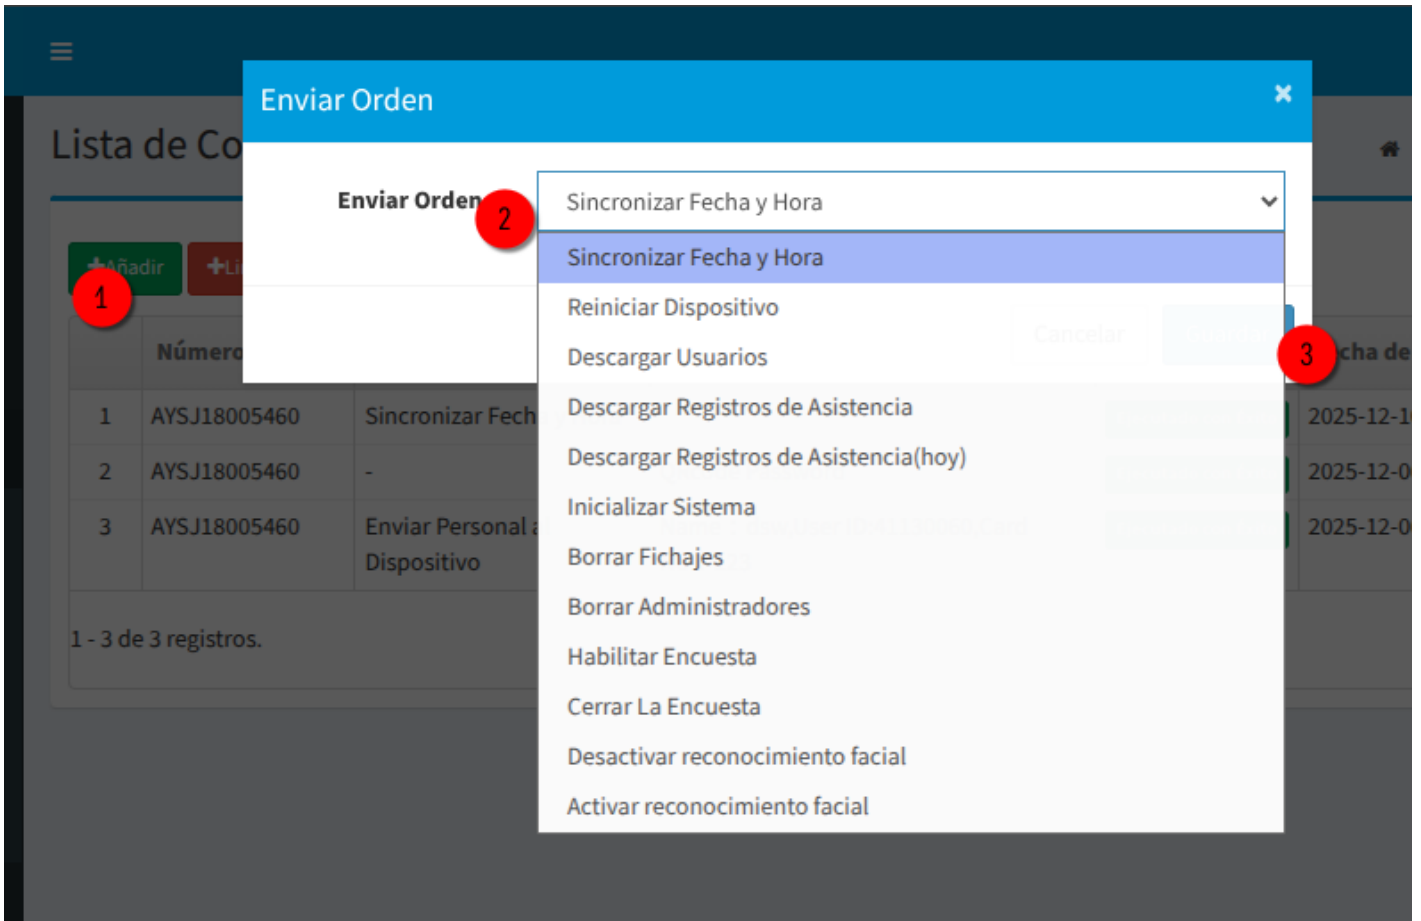 Enviar Orden
×
Lista de Co
Enviar Orden
2
Sincronizar Fecha y Hora
Sincronizar Fecha y Hora
+Añadir
+Li
1
Reiniciar Dispositivo
Cancelar
Guardar
3
Número
Descargar Usuarios
cha de
1 AYSJ18005460 Sincronizar Fech
Descargar Registros de Asistencia
2025-12-1
2 AYSJ18005460 -
Descargar Registros de Asistencia(hoy)
2025-12-0
Inicializar Sistema
3 AYSJ18005460 Enviar Personal a
2025-12-0
Dispositivo
Borrar Fichajes
Borrar Administradores
1 - 3 de 3 registros.
Habilitar Encuesta
Cerrar La Encuesta
Desactivar reconocimiento facial
Activar reconocimiento facial